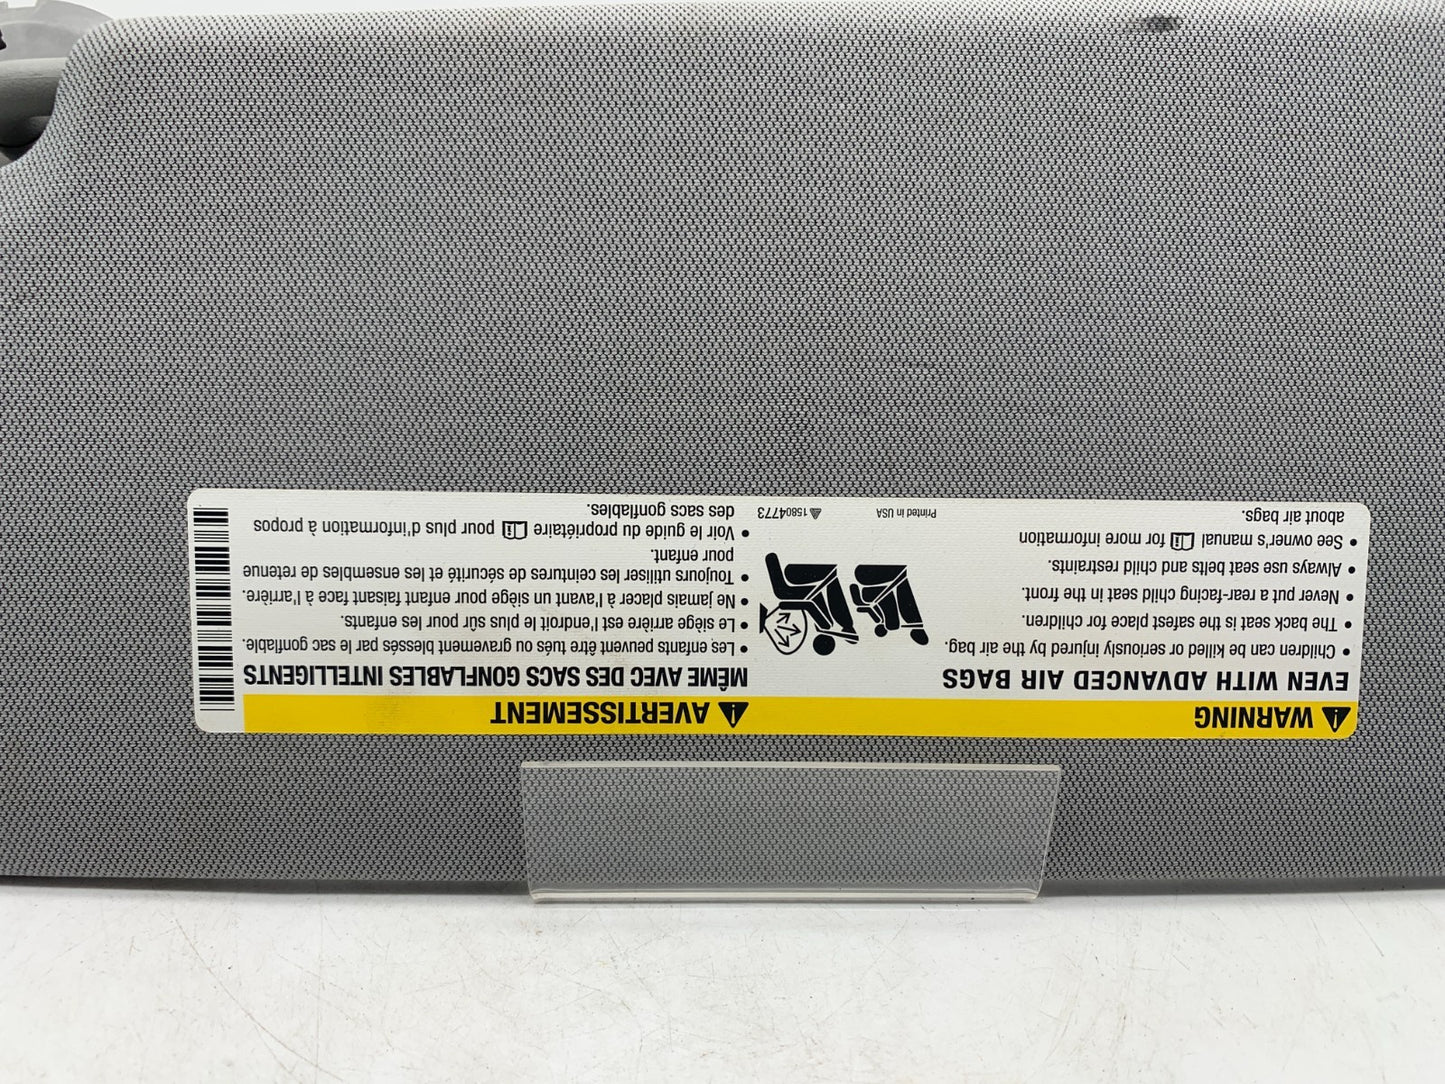 ⚠ WARNING
EVEN WITH ADVANCED AIR BAGS
• Children can be killed or seriously injured by the air bag.
• The back seat is the safest place for children.
• Never put a rear-facing child seat in the front.
• Always use seat belts and child restraints.
• See owner's manual for more information
about air bags.
Printed in USA
15804773
⚠ AVERTISSEMENT
MÊME AVEC DES SACS GONFLABLES INTELLIGENTS
• Les enfants peuvent être tués ou gravement blessés par le sac gonflable.
• Le siège arrière est l'endroit le plus sûr pour les enfants.
• Ne jamais placer à l'avant un siège pour enfant faisant face à l'arrière.
• Toujours utiliser les ceintures de sécurité et les ensembles de retenue
pour enfant.
• Voir le guide du propriétaire pour plus d'information à propos
des sacs gonflables.